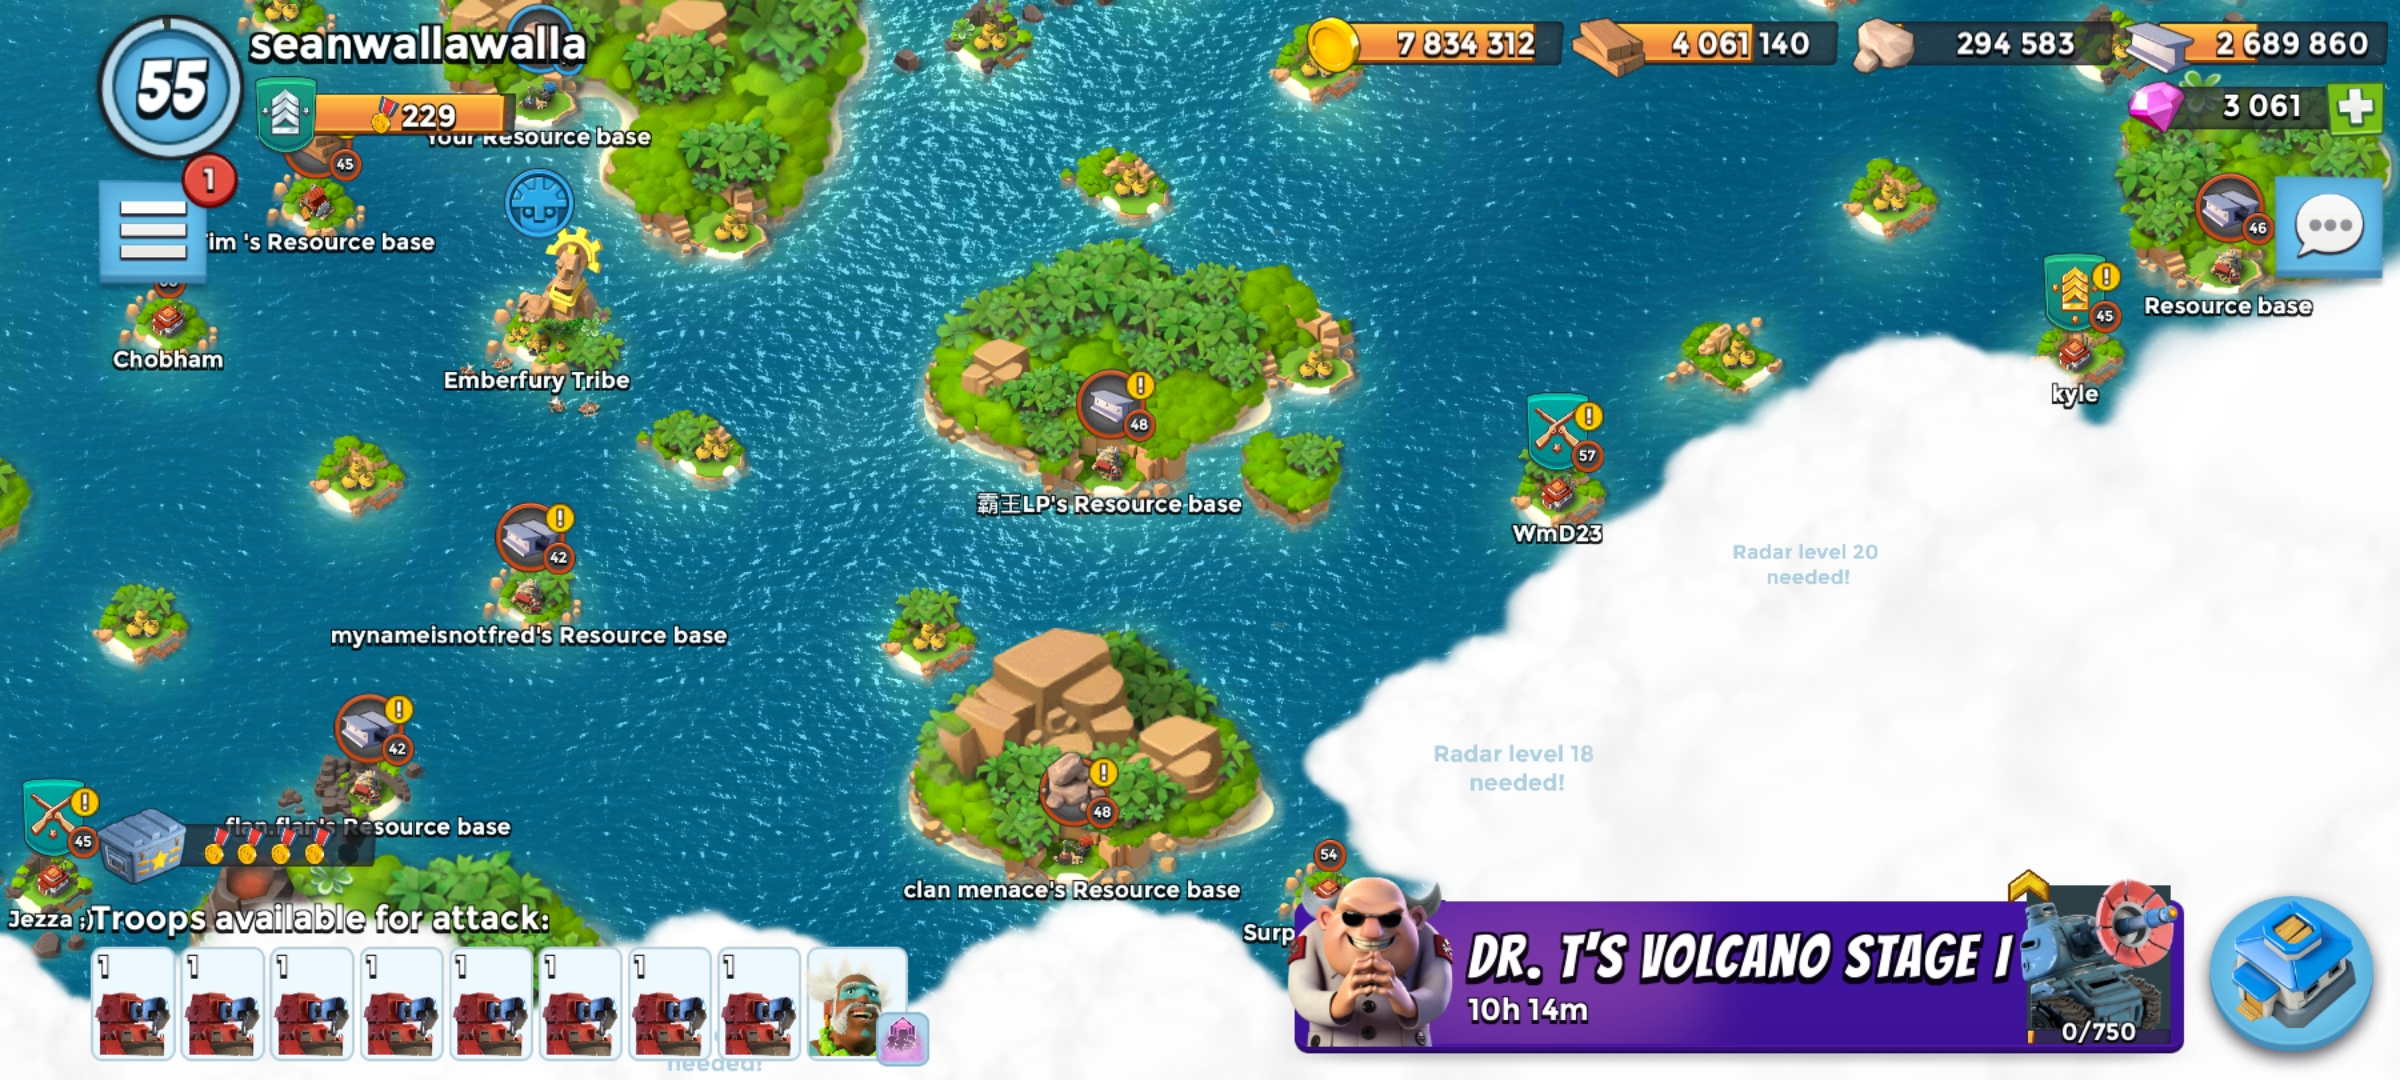 55
seanwallawalla
229
7 834 312
4 061 140
294 583
2 689 860
3 061
Your Resource base
45
1
im 's Resource base
46
Resource base
45
kyle
Chobham
Emberfury Tribe
48
霸王LP's Resource base
57
WmD23
42
mynameisnotfred's Resource base
Radar level 20
needed!
42
flan.flan's Resource base
Radar level 18
needed!
48
clan menace's Resource base
45
Jezza ;)
54
Surp
Troops available for attack:
1
1
1
1
1
1
1
1
needed!
DR. T'S VOLCANO STAGE I
10h 14m
0/750